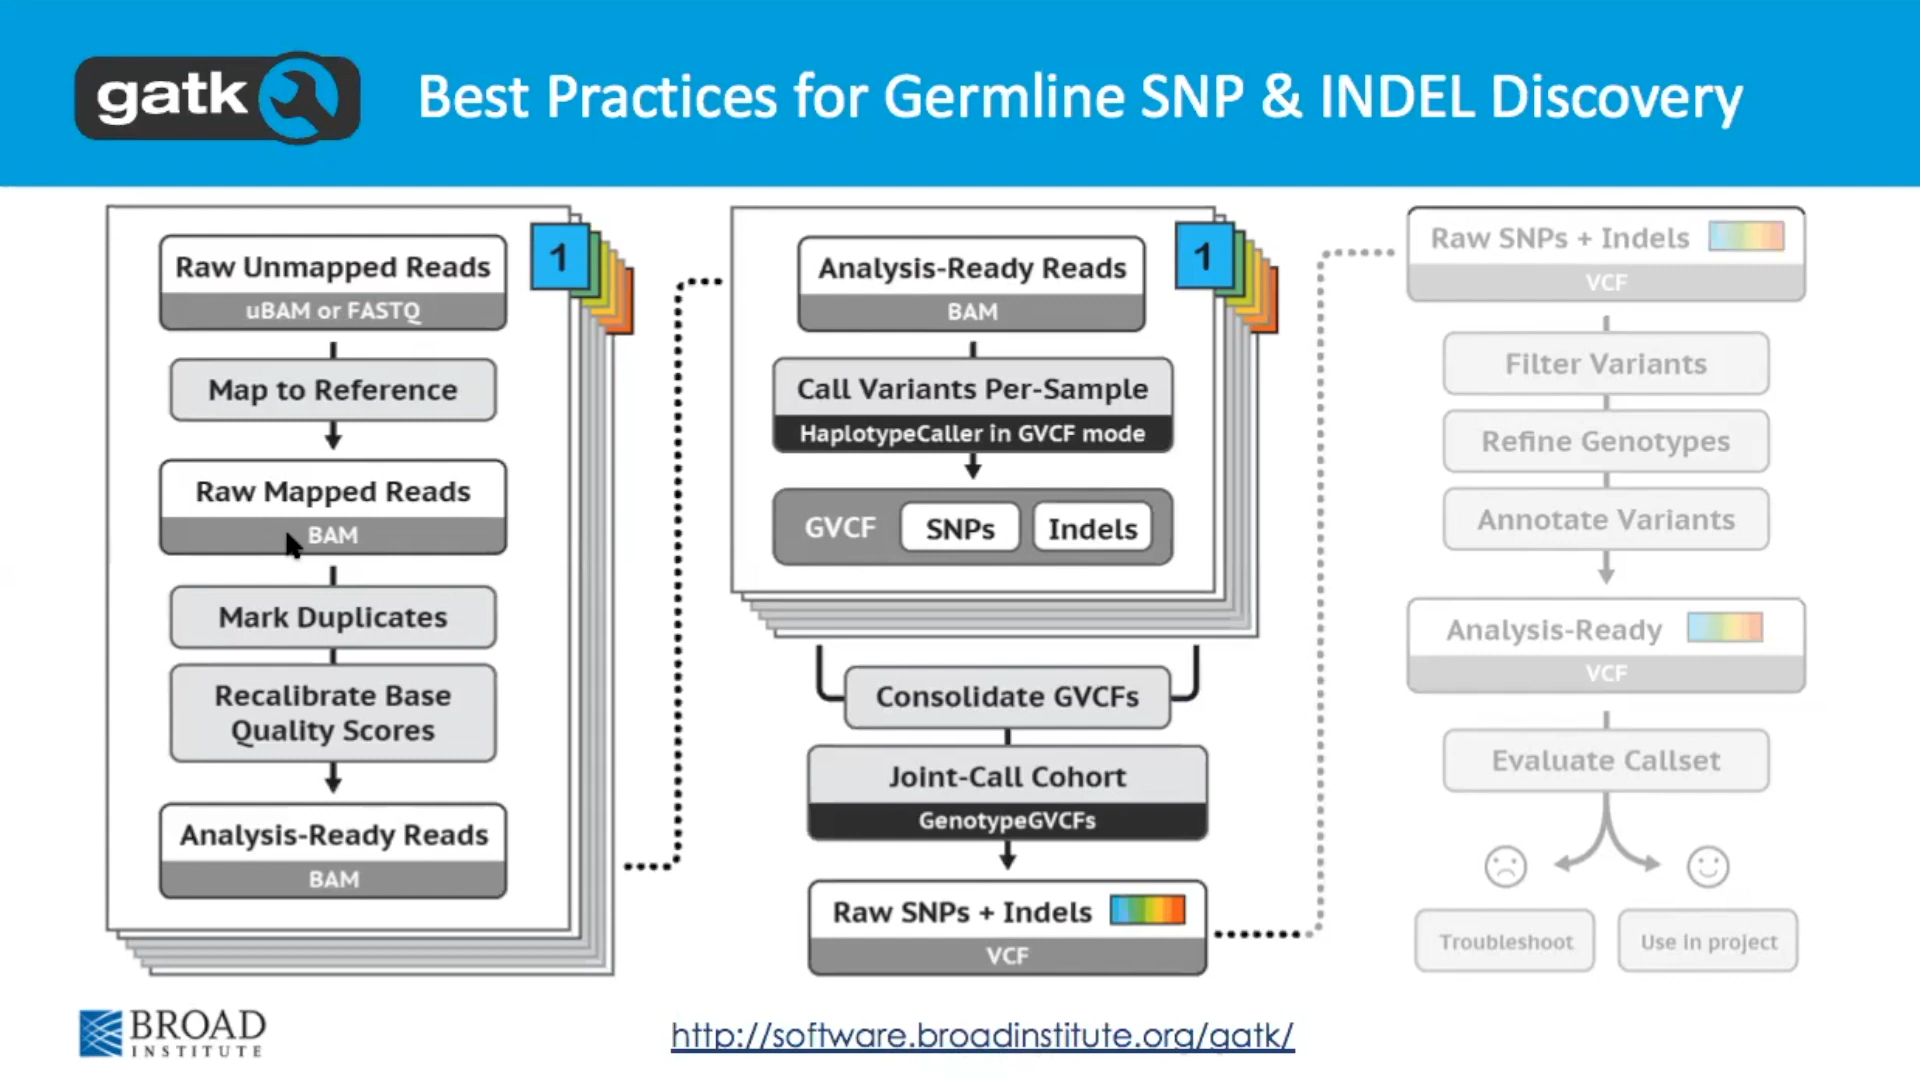 gatk
Best Practices for Germline SNP & INDEL Discovery
1
Raw Unmapped Reads
uBAM or FASTQ
Map to Reference
Raw Mapped Reads
BAM
Mark Duplicates
Recalibrate Base
Quality Scores
Analysis-Ready Reads
BAM
1
Analysis-Ready Reads
BAM
Call Variants Per-Sample
HaplotypeCaller in GVCF mode
GVCF SNPs Indels
Consolidate GVCFs
Joint-Call Cohort
GenotypeGVCFs
Raw SNPs + Indels
VCF
Raw SNPs + Indels
VCF
Filter Variants
Refine Genotypes
Annotate Variants
Analysis-Ready
VCF
Evaluate Callset
Troubleshoot
Use in project
BROAD
INSTITUTE
http://software.broadinstitute.org/gatk/